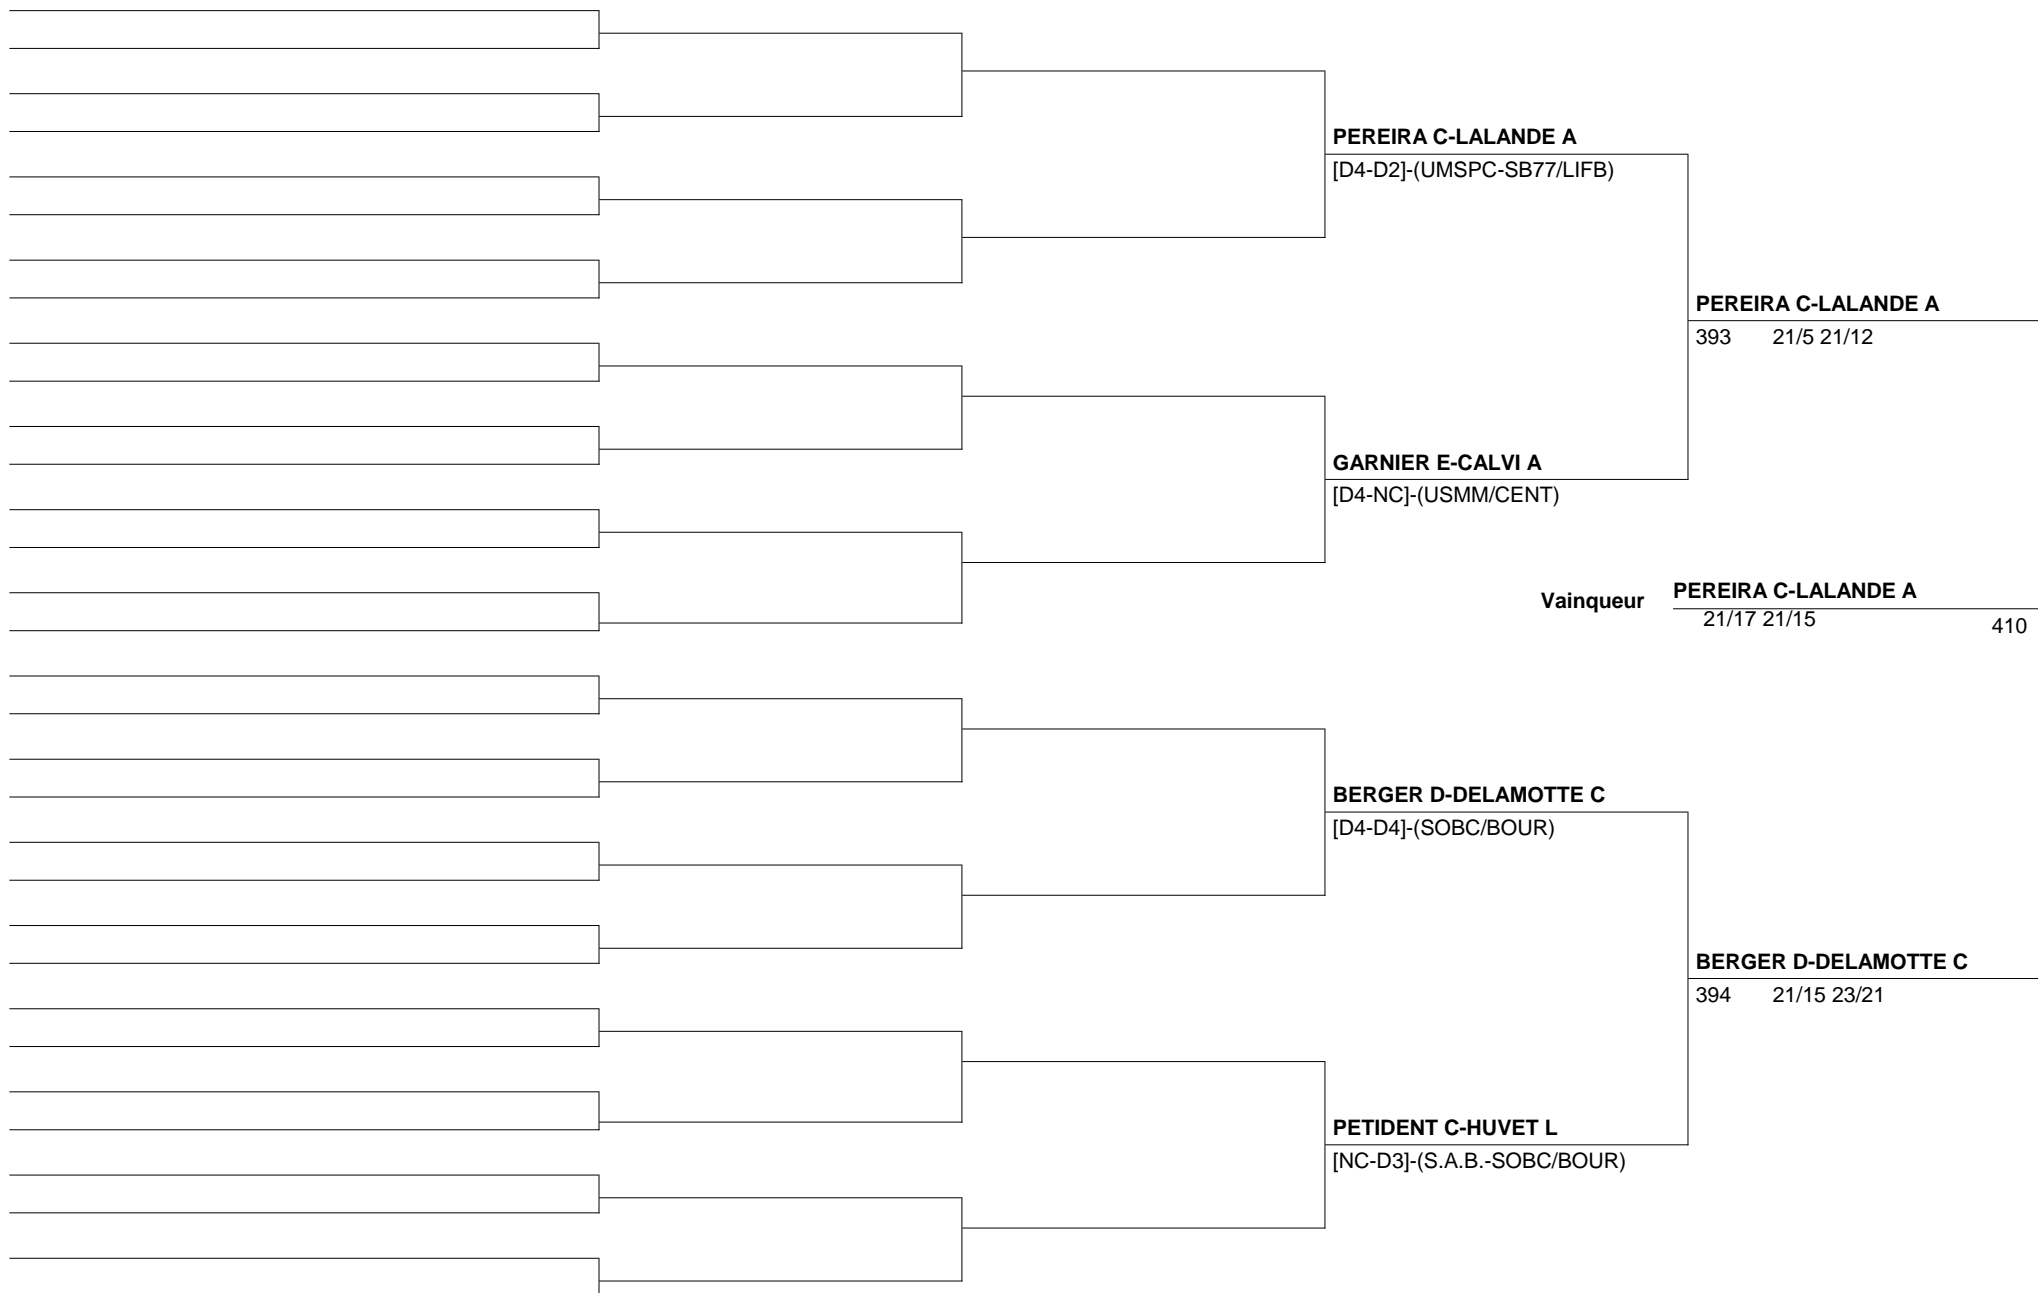 PEREIRA C-LALANDE A
[D4-D2]-(UMSPC-SB77/LIFB)
PEREIRA C-LALANDE A
393 21/5 21/12
GARNIER E-CALVI A
[D4-NC]-(USMM/CENT)
Vainqueur PEREIRA C-LALANDE A
21/17 21/15 410
BERGER D-DELAMOTTE C
[D4-D4]-(SOBC/BOUR)
BERGER D-DELAMOTTE C
394 21/15 23/21
PETIDENT C-HUVET L
[NC-D3]-(S.A.B.-SOBC/BOUR)